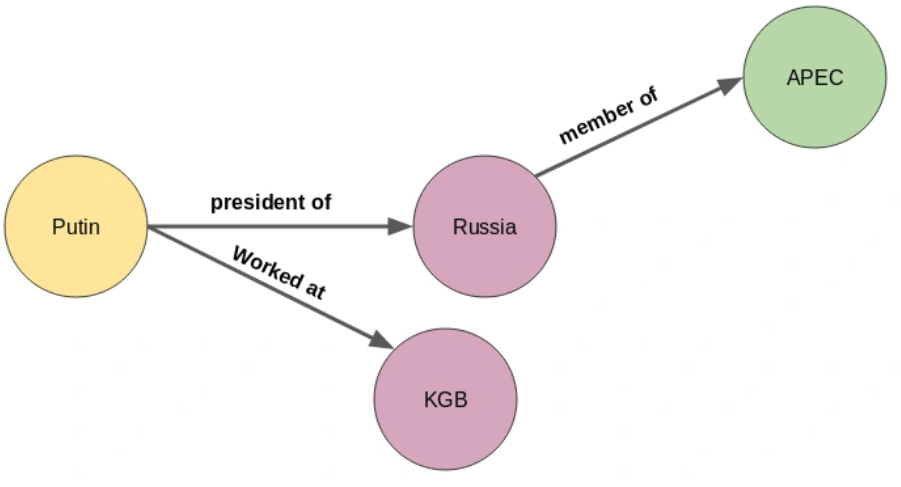 APEC
member of
president of
Putin
Russia
Worked at
KGB